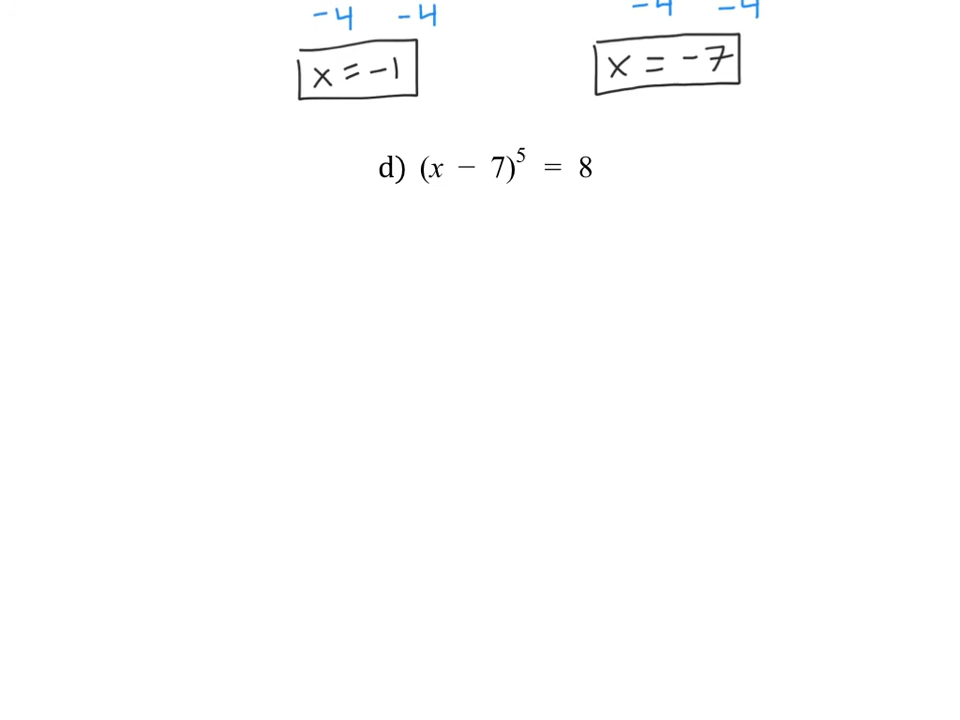 -4 -4 -4 -4
x = -1 x = -7
d) (x − 7)⁵ = 8